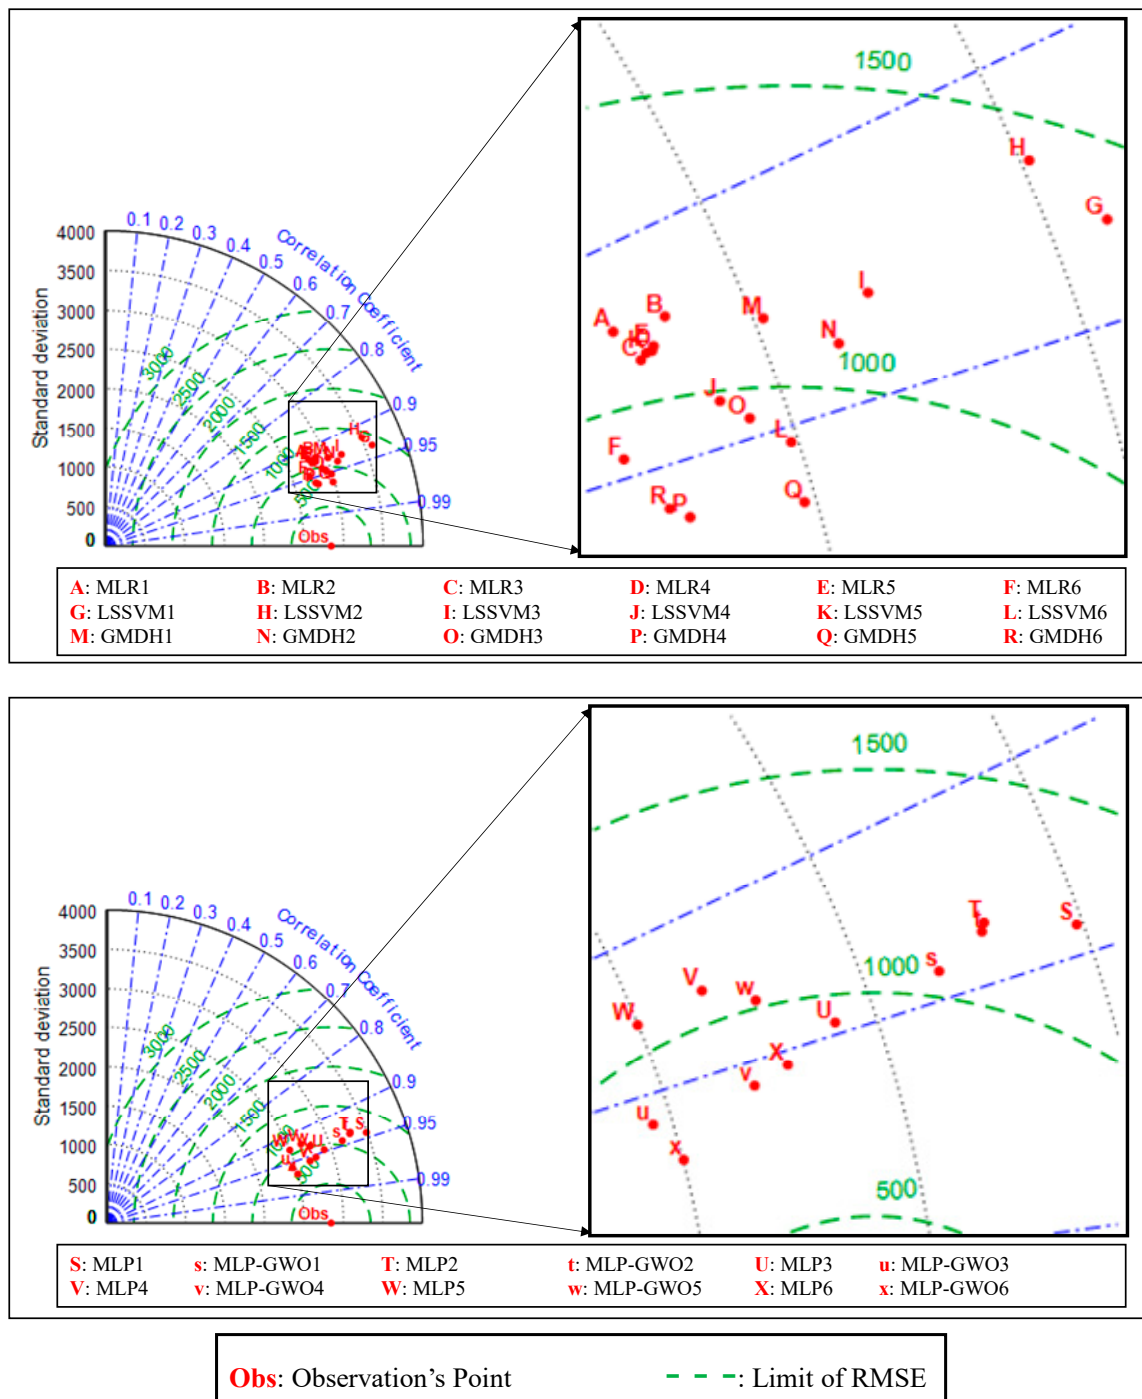 1500
H
G
I
M
N
B
A
E
C
1000
J
O
L
F
Q
R
P
Standard deviation
4000
3500
3000
2500
2000
1500
1000
500
0
0.1
0.2
0.3
0.4
0.5
0.6
0.7
0.8
0.9
0.95
0.99
Correlation Coefficient
3000
2500
2000
1500
1000
500
H
G
I
Obs
A: MLR1 B: MLR2 C: MLR3 D: MLR4 E: MLR5 F: MLR6
G: LSSVM1 H: LSSVM2 I: LSSVM3 J: LSSVM4 K: LSSVM5 L: LSSVM6
M: GMDH1 N: GMDH2 O: GMDH3 P: GMDH4 Q: GMDH5 R: GMDH6
1500
T
t
S
s
1000
V
w
U
W
X
v
u
x
500
Standard deviation
4000
3500
3000
2500
2000
1500
1000
500
0
0.1
0.2
0.3
0.4
0.5
0.6
0.7
0.8
0.9
0.95
0.99
Correlation Coefficient
3000
2500
2000
1500
1000
500
S
s
U
u
Obs
S: MLP1 s: MLP-GWO1 T: MLP2 t: MLP-GWO2 U: MLP3 u: MLP-GWO3
V: MLP4 v: MLP-GWO4 W: MLP5 w: MLP-GWO5 X: MLP6 x: MLP-GWO6
Obs: Observation's Point : Limit of RMSE